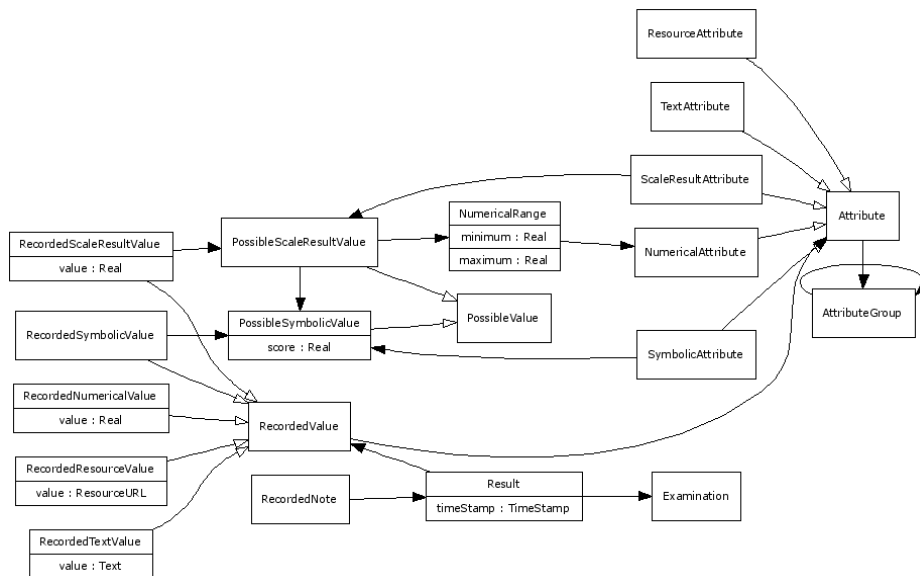 ResourceAttribute
TextAttribute
ScaleResultAttribute
Attribute
NumericalRange
minimum : Real
maximum : Real
PossibleScaleResultValue
RecordedScaleResultValue
value : Real
NumericalAttribute
PossibleValue
AttributeGroup
PossibleSymbolicValue
score : Real
RecordedSymbolicValue
SymbolicAttribute
RecordedNumericalValue
value : Real
RecordedValue
RecordedResourceValue
value : ResourceURL
RecordedNote
Result
timeStamp : TimeStamp
Examination
RecordedTextValue
value : Text